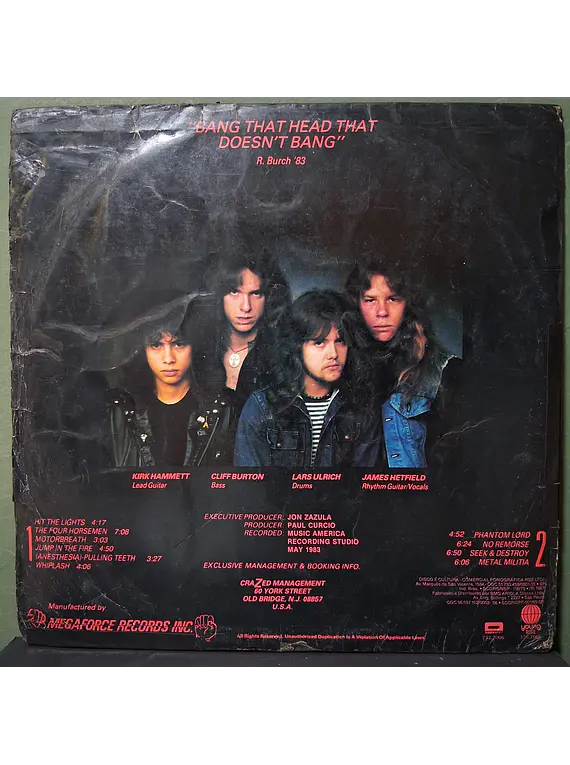 "BANG THAT HEAD THAT
DOESN'T BANG"
R. Burch '83
KIRK HAMMETT
Lead Guitar
CLIFF BURTON
Bass
LARS ULRICH
Drums
JAMES HETFIELD
Rhythm Guitar/Vocals
1
HIT THE LIGHTS 4:17
THE FOUR HORSEMEN 7:08
MOTORBREATH 3:03
JUMP IN THE FIRE 4:50
(ANESTHESIA)-PULLING TEETH 3:27
WHIPLASH 4:06
EXECUTIVE PRODUCER: JON ZAZULA
PRODUCER: PAUL CURCIO
RECORDED: MUSIC AMERICA
RECORDING STUDIO
MAY 1983
EXCLUSIVE MANAGEMENT & BOOKING INFO.
CRAZED MANAGEMENT
60 YORK STREET
OLD BRIDGE, N.J. 08857
U.S.A.
4:52 PHANTOM LORD
6:24 NO REMORSE
6:50 SEEK & DESTROY
6:06 METAL MILITIA
2
Manufactured by
MEGAFORCE RECORDS INC.
All Rights Reserved. Unauthorized Duplication Is A Violation Of Applicable Laws.
DISCO É CULTURA
young